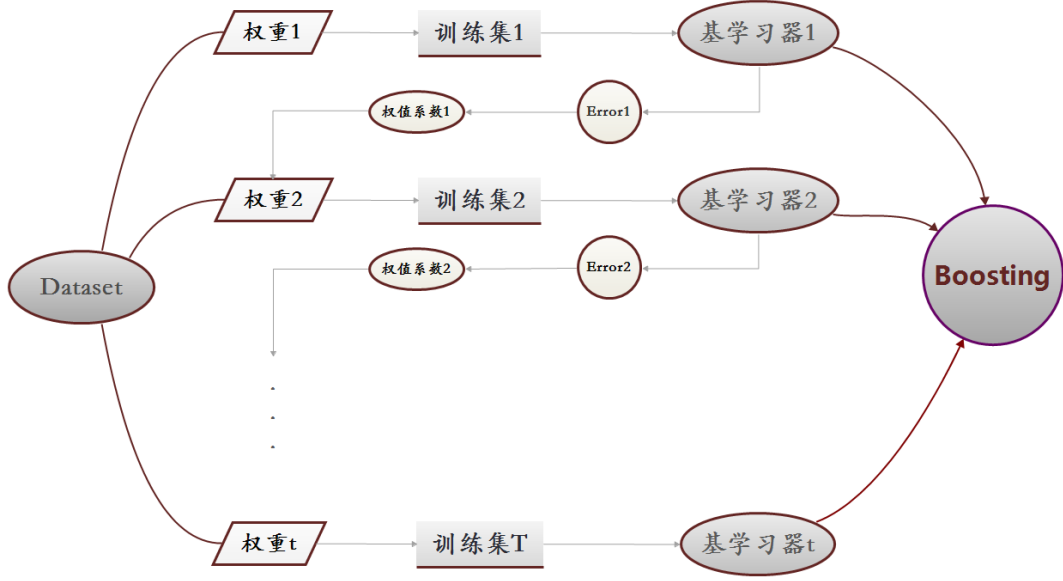 权重1
训练集1
基学习器1
权值系数1
Error1
权重2
训练集2
基学习器2
Dataset
权值系数2
Error2
Boosting
权重t
训练集T
基学习器t